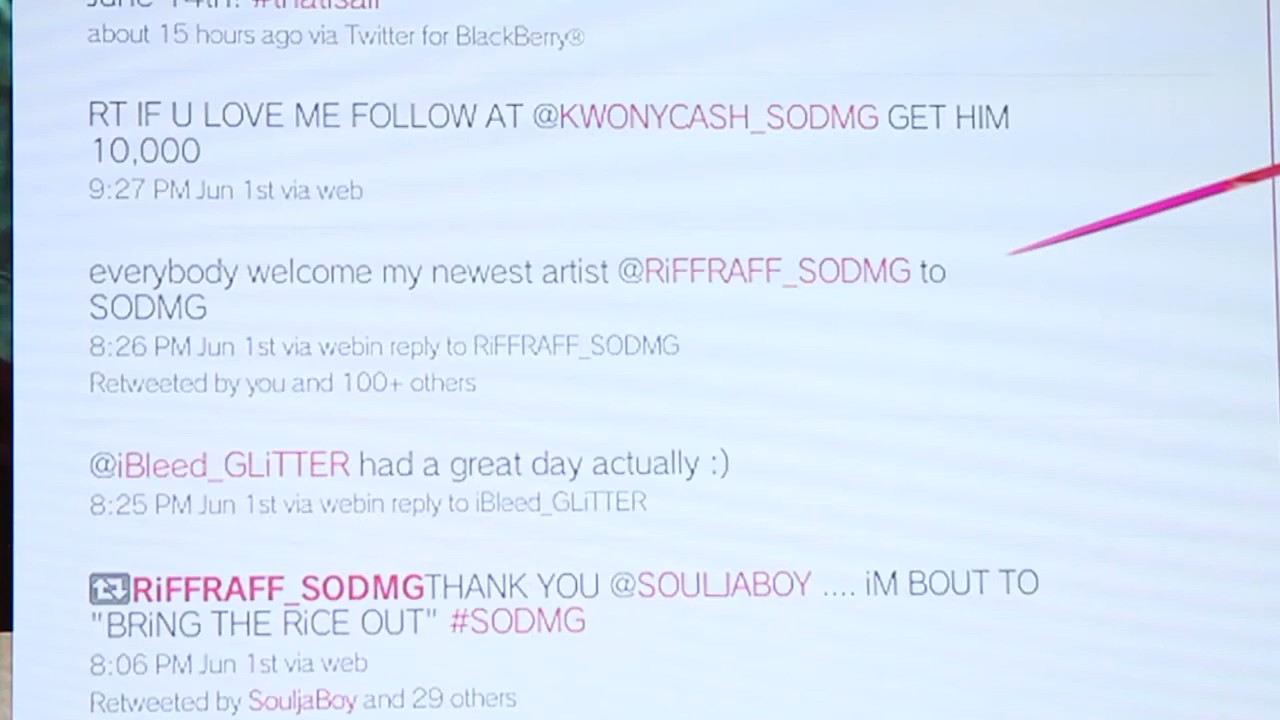 June 14th! #thatisall
about 15 hours ago via Twitter for BlackBerry®
RT IF U LOVE ME FOLLOW AT @KWONYCASH_SODMG GET HIM
10,000
9:27 PM Jun 1st via web
everybody welcome my newest artist @RiFFRAFF_SODMG to
SODMG
8:26 PM Jun 1st via webin reply to RiFFRAFF_SODMG
Retweeted by you and 100+ others
@iBleed_GLiTTER had a great day actually :)
8:25 PM Jun 1st via webin reply to iBleed_GLiTTER
RiFFRAFF_SODMGTHANK YOU @SOULJABOY .... iM BOUT TO
"BRiNG THE RiCE OUT" #SODMG
8:06 PM Jun 1st via web
Retweeted by SouljaBoy and 29 others